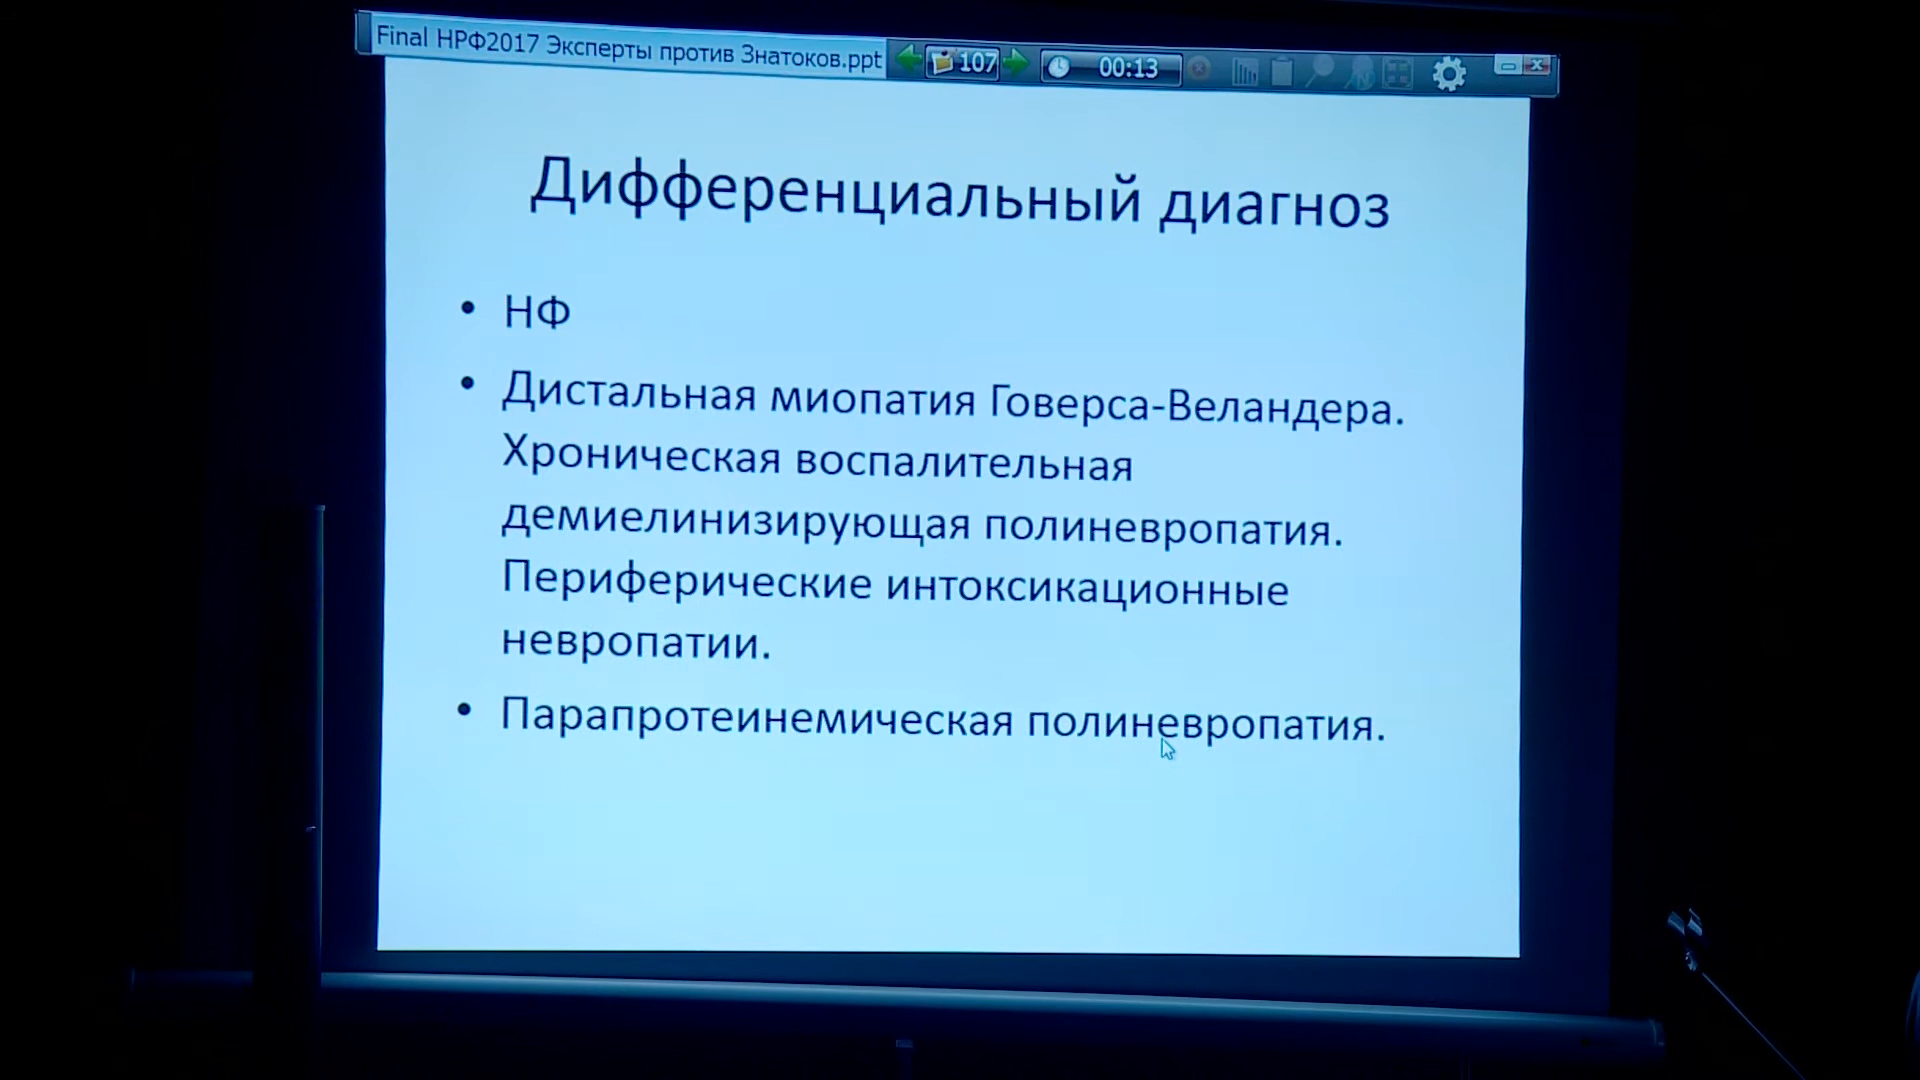 Final НРФ2017 Эксперты против Знатоков.ppt
107
00:13
Дифференциальный диагноз
• НФ
• Дистальная миопатия Говерса-Веландера.
Хроническая воспалительная
демиелинизирующая полиневропатия.
Периферические интоксикационные
невропатии.
• Парапротеинемическая полиневропатия.